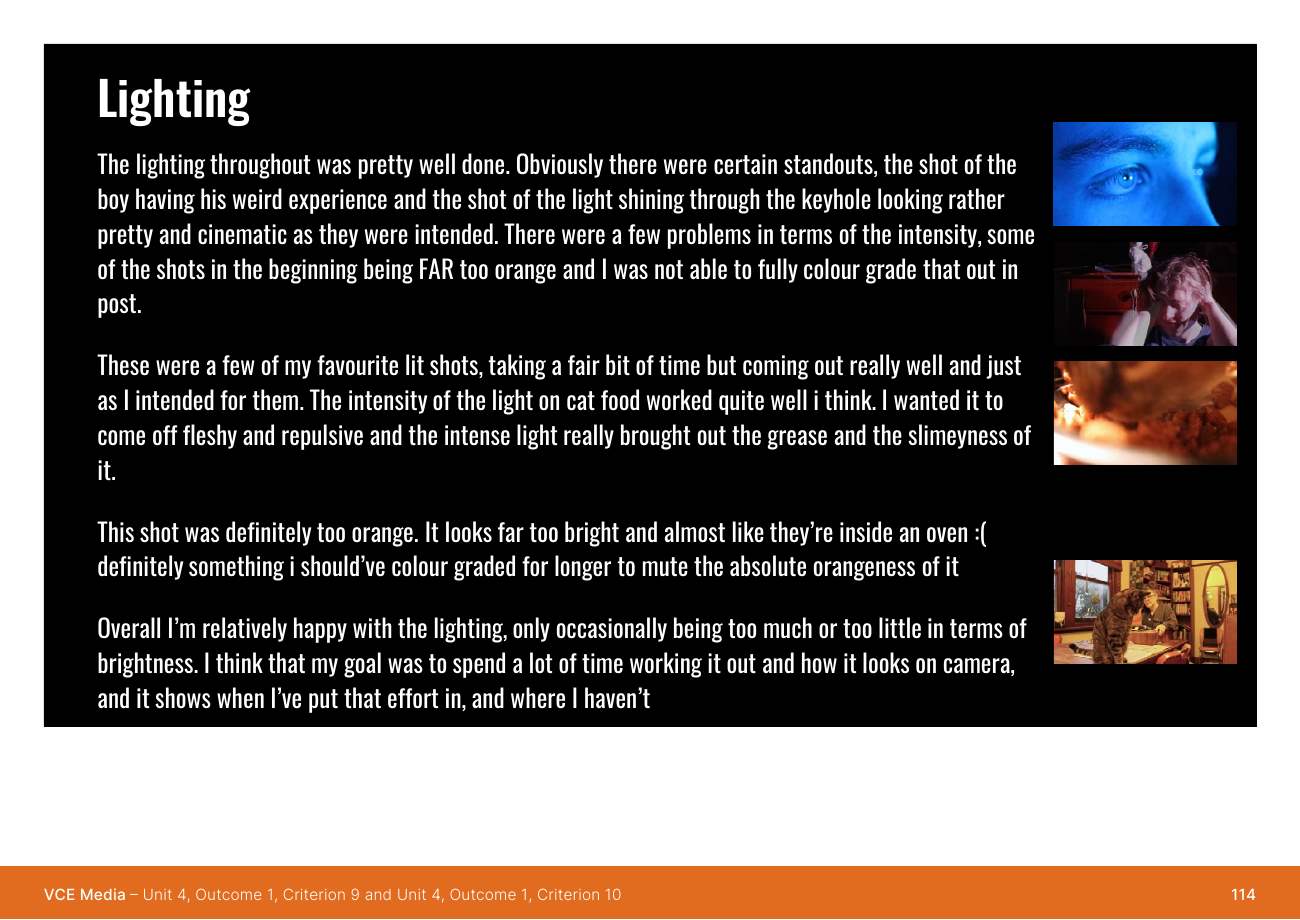 Lighting
The lighting throughout was pretty well done. Obviously there were certain standouts, the shot of the
boy having his weird experience and the shot of the light shining through the keyhole looking rather
pretty and cinematic as they were intended. There were a few problems in terms of the intensity, some
of the shots in the beginning being FAR too orange and I was not able to fully colour grade that out in
post.
These were a few of my favourite lit shots, taking a fair bit of time but coming out really well and just
as I intended for them. The intensity of the light on cat food worked quite well i think. I wanted it to
come off fleshy and repulsive and the intense light really brought out the grease and the slimeyness of
it.
This shot was definitely too orange. It looks far too bright and almost like they’re inside an oven :(
definitely something i should’ve colour graded for longer to mute the absolute orangeness of it
Overall I’m relatively happy with the lighting, only occasionally being too much or too little in terms of
brightness. I think that my goal was to spend a lot of time working it out and how it looks on camera,
and it shows when I’ve put that effort in, and where I haven’t
VCE Media – Unit 4, Outcome 1, Criterion 9 and Unit 4, Outcome 1, Criterion 10
114